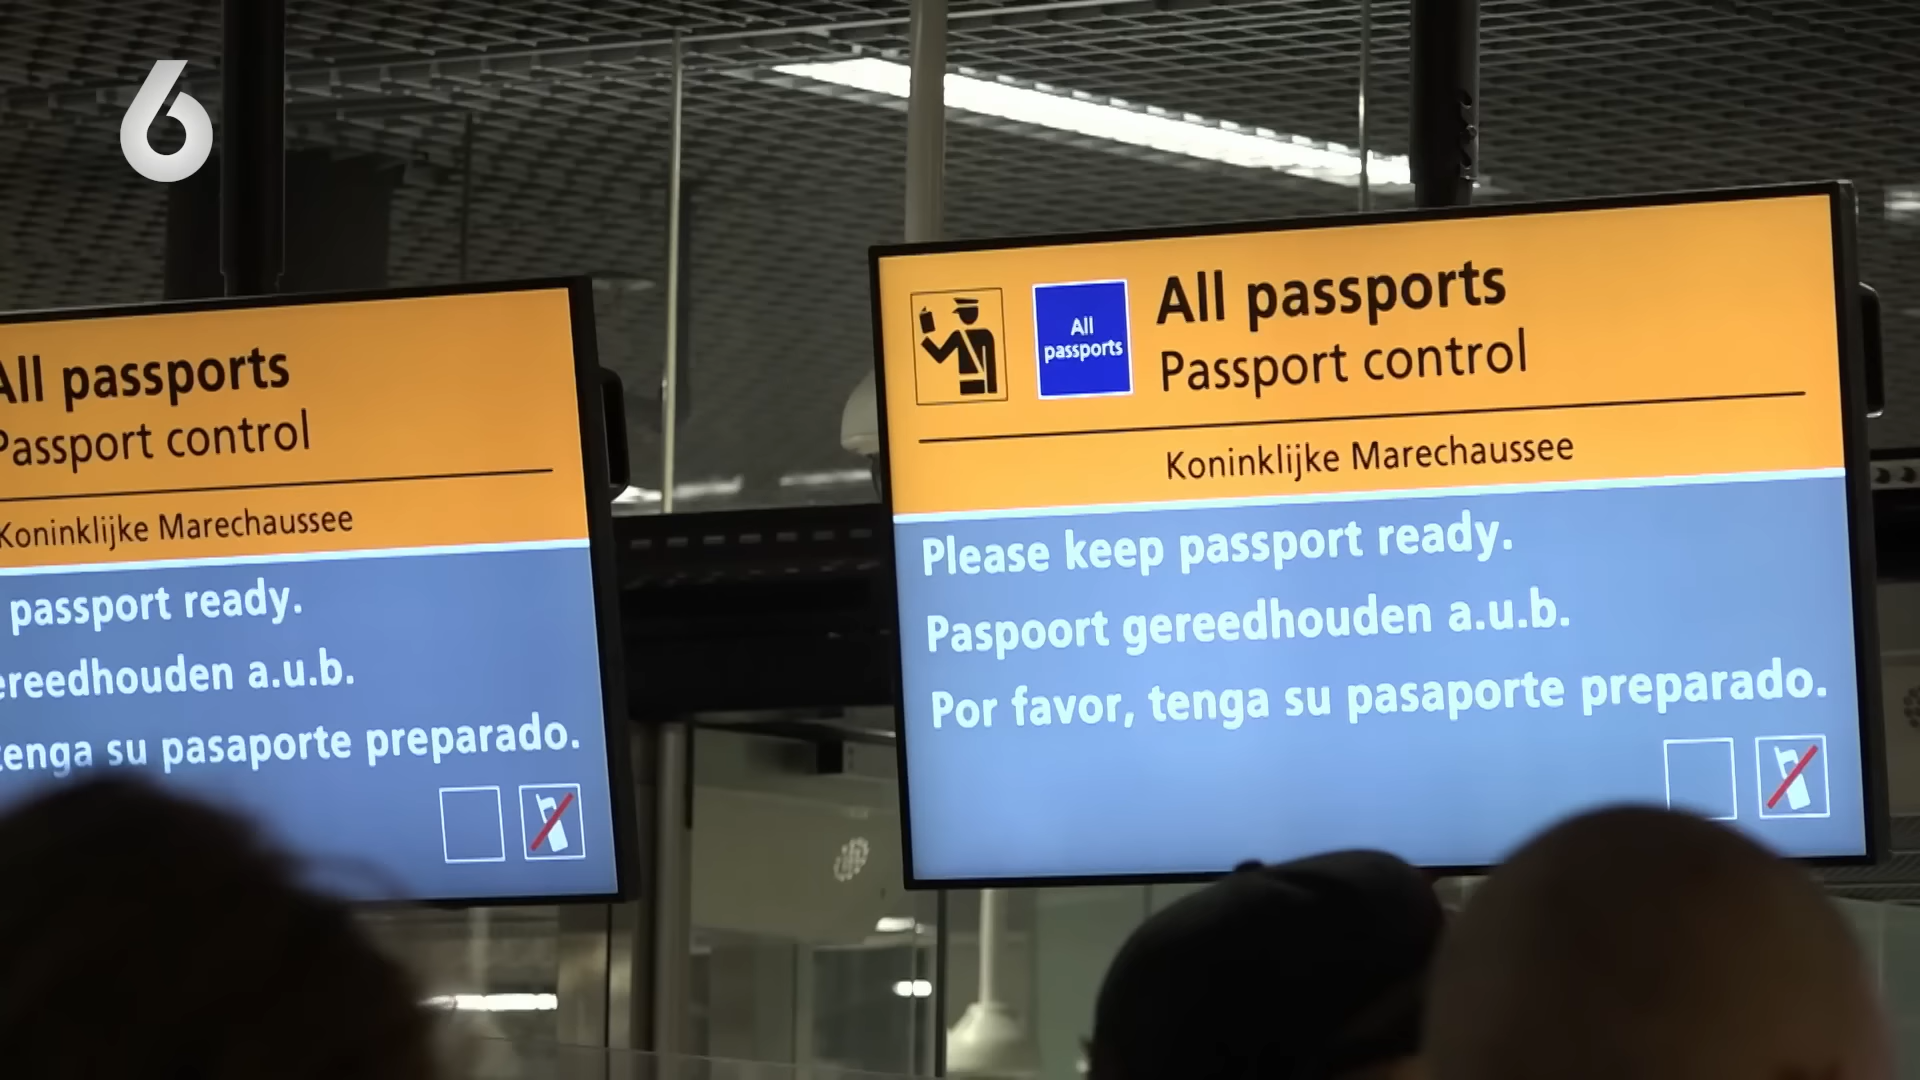 6
All passports
Passport control
Koninklijke Marechaussee
passport ready.
ereedhouden a.u.b.
tenga su pasaporte preparado.
All
passports
All passports
Passport control
Koninklijke Marechaussee
Please keep passport ready.
Paspoort gereedhouden a.u.b.
Por favor, tenga su pasaporte preparado.